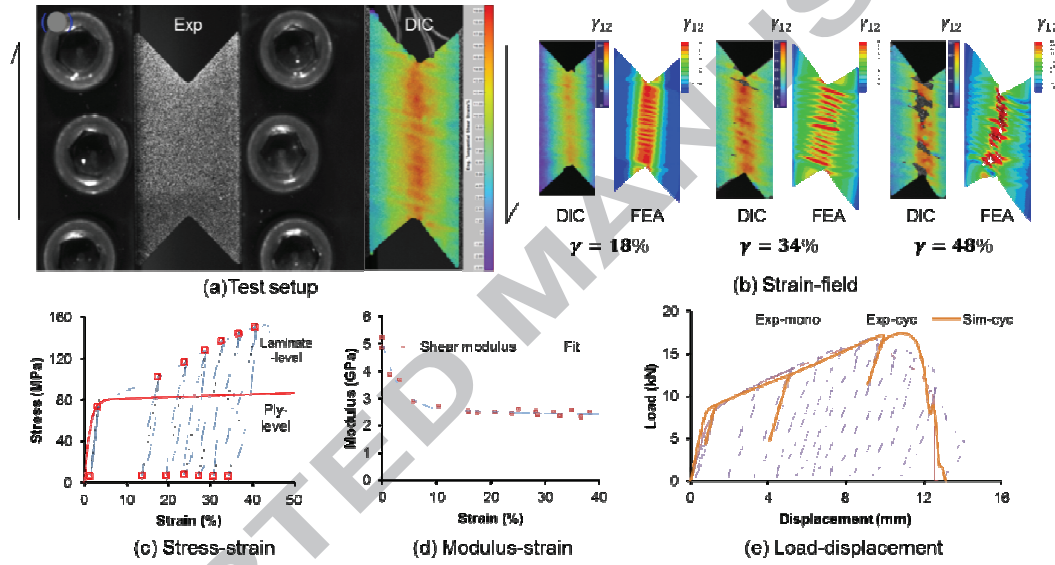 Exp
DIC
(a)Test setup
γ12 γ12 γ12 γ12 γ12 γ12
DIC FEA DIC FEA DIC FEA
γ = 18% γ = 34% γ = 48%
(b) Strain-field
160
120
80
40
0
Stress (MPa)
Laminate
-level
Ply-
level
0 10 20 30 40 50
Strain (%)
(c) Stress-strain
6
5
4
3
2
1
0
Modulus (GPa)
Shear modulus Fit
0 10 20 30 40
Strain (%)
(d) Modulus-strain
20
15
10
5
0
Load (kN)
Exp-mono Exp-cyc Sim-cyc
0 4 8 12 16
Displacement (mm)
(e) Load-displacement